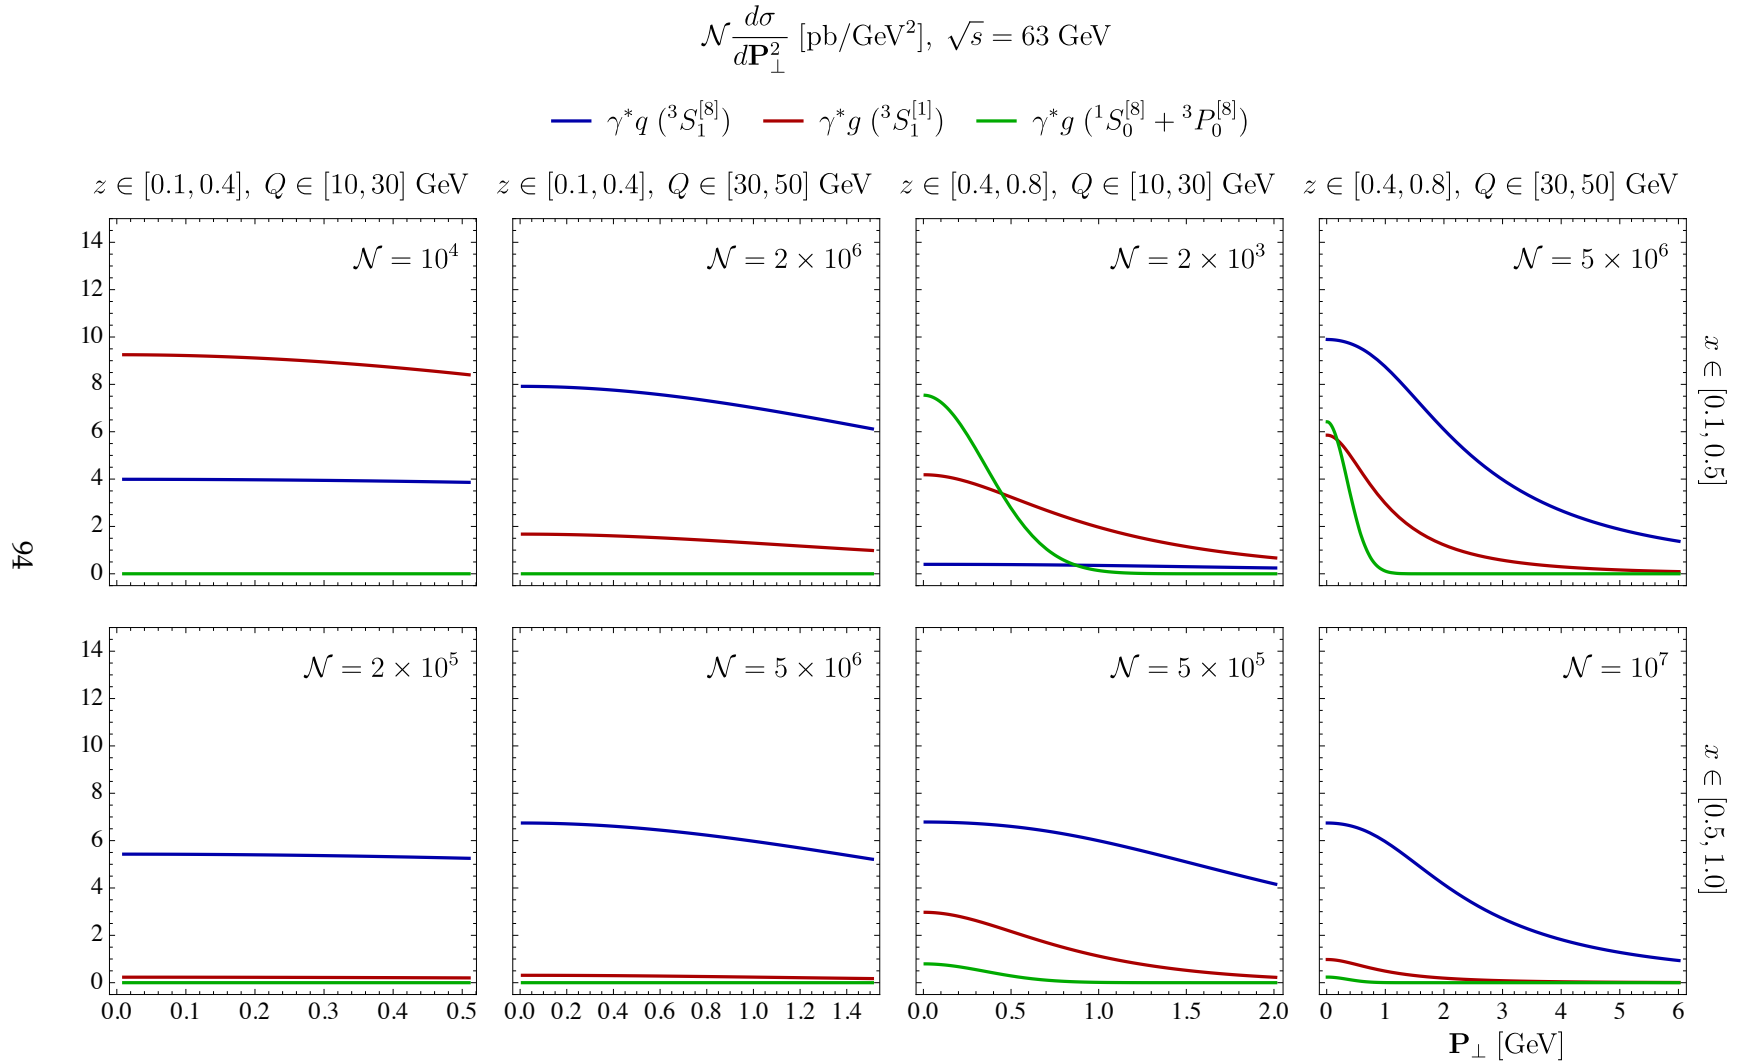 𝒩 dσ/d𝐏⊥² [pb/GeV²], √s = 63 GeV
γ*q (³S₁^[8]) γ*g (³S₁^[1]) γ*g (¹S₀^[8] + ³P₀^[8])
z ∈ [0.1, 0.4], Q ∈ [10, 30] GeV z ∈ [0.1, 0.4], Q ∈ [30, 50] GeV z ∈ [0.4, 0.8], Q ∈ [10, 30] GeV z ∈ [0.4, 0.8], Q ∈ [30, 50] GeV
𝒩 = 10⁴ 𝒩 = 2 × 10⁶ 𝒩 = 2 × 10³ 𝒩 = 5 × 10⁶
14
12
10
8
6
4
2
0
x ∈ [0.1, 0.5]
94
𝒩 = 2 × 10⁵ 𝒩 = 5 × 10⁶ 𝒩 = 5 × 10⁵ 𝒩 = 10⁷
14
12
10
8
6
4
2
0
x ∈ [0.5, 1.0]
0.0 0.1 0.2 0.3 0.4 0.5 0.0 0.2 0.4 0.6 0.8 1.0 1.2 1.4 0.0 0.5 1.0 1.5 2.0 0 1 2 3 4 5 6
𝐏⊥ [GeV]